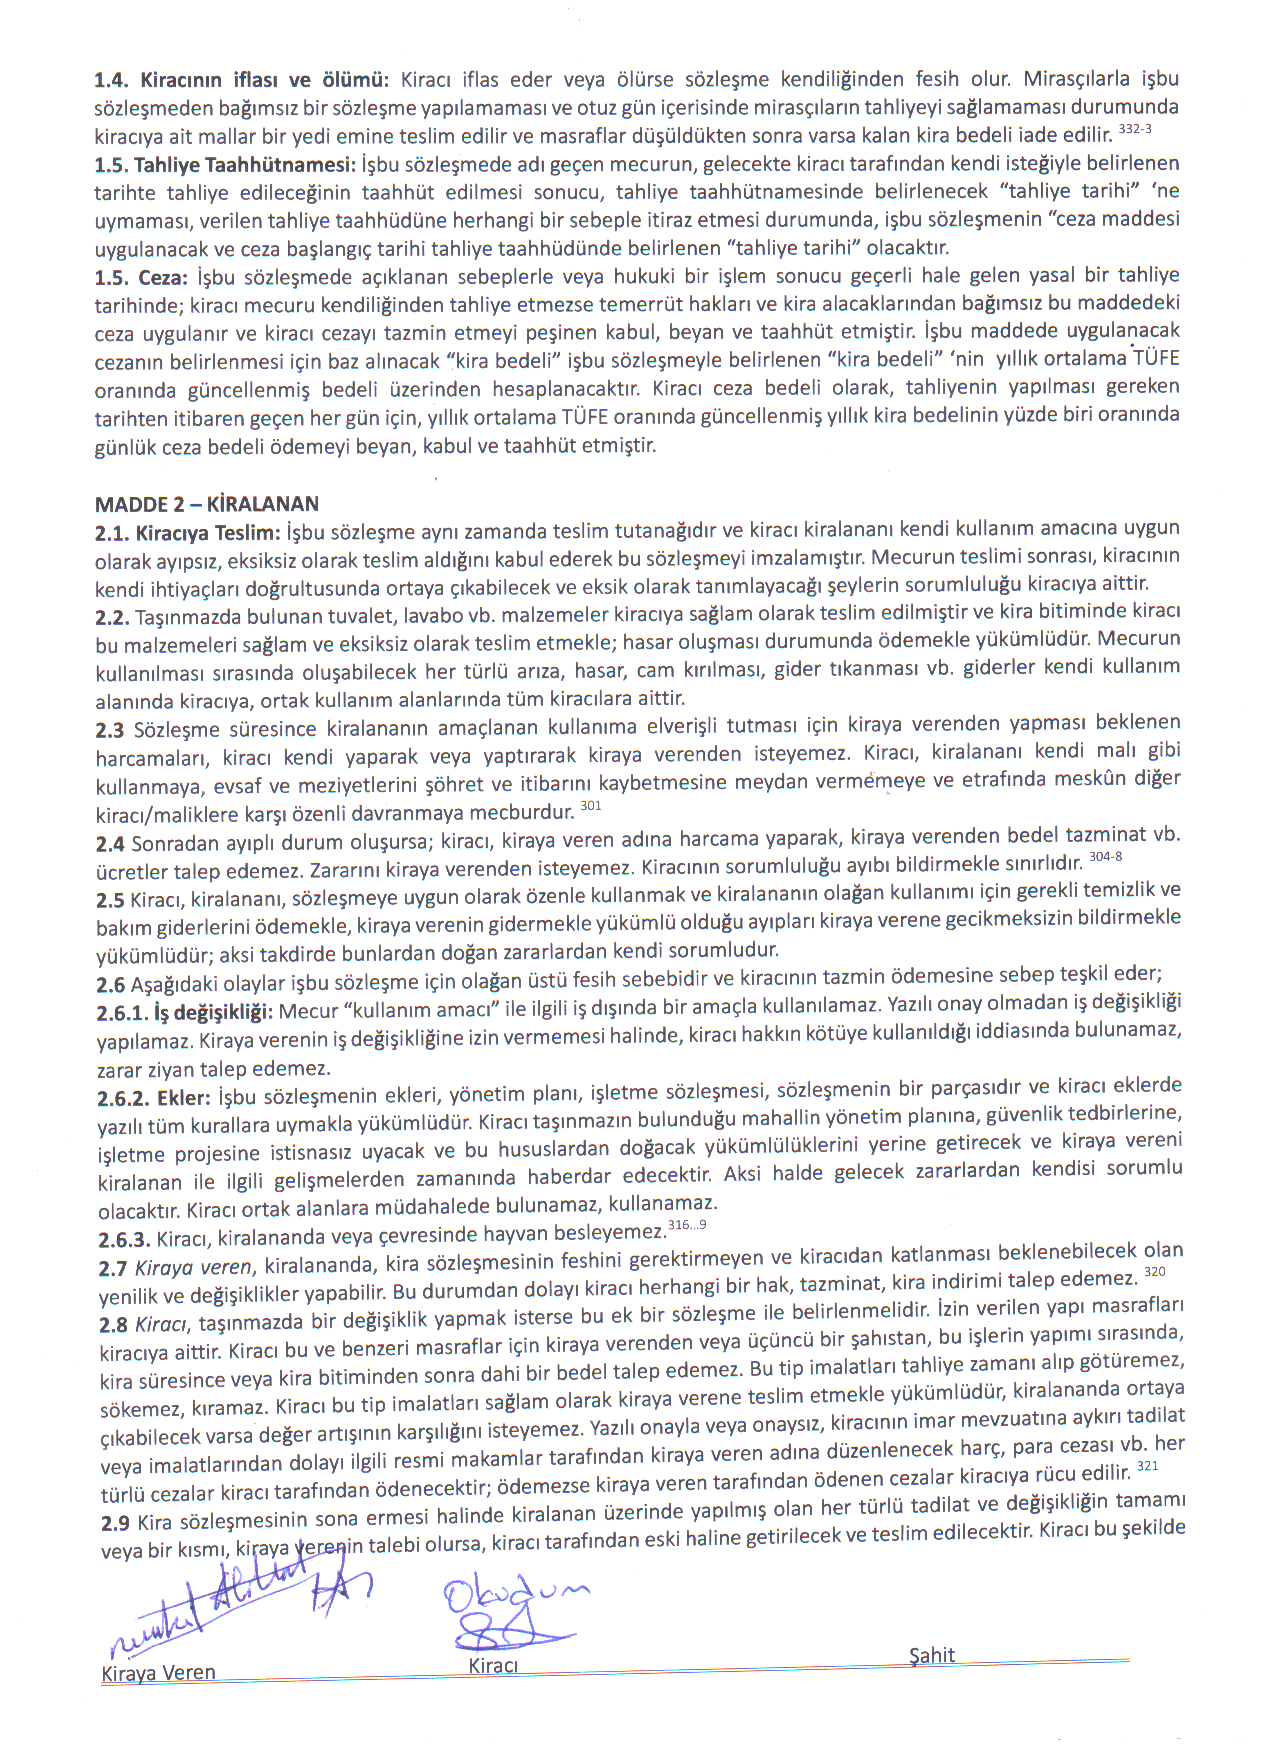 1.4. Kiracının iflası ve ölümü: Kiracı iflas eder veya ölürse sözleşme kendiliğinden fesih olur. Mirasçılarla işbu
sözleşmeden bağımsız bir sözleşme yapılamaması ve otuz gün içerisinde mirasçıların tahliyeyi sağlamaması durumunda
kiracıya ait mallar bir yedi emine teslim edilir ve masraflar düşüldükten sonra varsa kalan kira bedeli iade edilir. 332-3
1.5. Tahliye Taahhütnamesi: İşbu sözleşmede adı geçen mecurun, gelecekte kiracı tarafından kendi isteğiyle belirlenen
tarihte tahliye edileceğinin taahhüt edilmesi sonucu, tahliye taahhütnamesinde belirlenecek "tahliye tarihi" 'ne
uymaması, verilen tahliye taahhüdüne herhangi bir sebeple itiraz etmesi durumunda, işbu sözleşmenin "ceza maddesi
uygulanacak ve ceza başlangıç tarihi tahliye taahhüdünde belirlenen "tahliye tarihi" olacaktır.
1.5. Ceza: İşbu sözleşmede açıklanan sebeplerle veya hukuki bir işlem sonucu geçerli hale gelen yasal bir tahliye
tarihinde; kiracı mecuru kendiliğinden tahliye etmezse temerrüt hakları ve kira alacaklarından bağımsız bu maddedeki
ceza uygulanır ve kiracı cezayı tazmin etmeyi peşinen kabul, beyan ve taahhüt etmiştir. İşbu maddede uygulanacak
cezanın belirlenmesi için baz alınacak "kira bedeli" işbu sözleşmeyle belirlenen "kira bedeli" 'nin yıllık ortalama TÜFE
oranında güncellenmiş bedeli üzerinden hesaplanacaktır. Kiracı ceza bedeli olarak, tahliyenin yapılması gereken
tarihten itibaren geçen her gün için, yıllık ortalama TÜFE oranında güncellenmiş yıllık kira bedelinin yüzde biri oranında
günlük ceza bedeli ödemeyi beyan, kabul ve taahhüt etmiştir.
MADDE 2 – KİRALANAN
2.1. Kiracıya Teslim: İşbu sözleşme aynı zamanda teslim tutanağıdır ve kiracı kiralananı kendi kullanım amacına uygun
olarak ayıpsız, eksiksiz olarak teslim aldığını kabul ederek bu sözleşmeyi imzalamıştır. Mecurun teslimi sonrası, kiracının
kendi ihtiyaçları doğrultusunda ortaya çıkabilecek ve eksik olarak tanımlayacağı şeylerin sorumluluğu kiracıya aittir.
2.2. Taşınmazda bulunan tuvalet, lavabo vb. malzemeler kiracıya sağlam olarak teslim edilmiştir ve kira bitiminde kiracı
bu malzemeleri sağlam ve eksiksiz olarak teslim etmekle; hasar oluşması durumunda ödemekle yükümlüdür. Mecurun
kullanılması sırasında oluşabilecek her türlü arıza, hasar, cam kırılması, gider tıkanması vb. giderler kendi kullanım
alanında kiracıya, ortak kullanım alanlarında tüm kiracılara aittir.
2.3 Sözleşme süresince kiralananın amaçlanan kullanıma elverişli tutması için kiraya verenden yapması beklenen
harcamaları, kiracı kendi yaparak veya yaptırarak kiraya verenden isteyemez. Kiracı, kiralananı kendi malı gibi
kullanmaya, evsaf ve meziyetlerini şöhret ve itibarını kaybetmesine meydan vermemeye ve etrafında meskûn diğer
kiracı/maliklere karşı özenli davranmaya mecburdur. 301
2.4 Sonradan ayıplı durum oluşursa; kiracı, kiraya veren adına harcama yaparak, kiraya verenden bedel tazminat vb.
ücretler talep edemez. Zararını kiraya verenden isteyemez. Kiracının sorumluluğu ayıbı bildirmekle sınırlıdır. 304-8
2.5 Kiracı, kiralananı, sözleşmeye uygun olarak özenle kullanmak ve kiralananın olağan kullanımı için gerekli temizlik ve
bakım giderlerini ödemekle, kiraya verenin gidermekle yükümlü olduğu ayıpları kiraya verene gecikmeksizin bildirmekle
yükümlüdür; aksi takdirde bunlardan doğan zararlardan kendi sorumludur.
2.6 Aşağıdaki olaylar işbu sözleşme için olağan üstü fesih sebebidir ve kiracının tazmin ödemesine sebep teşkil eder;
2.6.1. İş değişikliği: Mecur "kullanım amacı" ile ilgili iş dışında bir amaçla kullanılamaz. Yazılı onay olmadan iş değişikliği
yapılamaz. Kiraya verenin iş değişikliğine izin vermemesi halinde, kiracı hakkın kötüye kullanıldığı iddiasında bulunamaz,
zarar ziyan talep edemez.
2.6.2. Ekler: İşbu sözleşmenin ekleri, yönetim planı, işletme sözleşmesi, sözleşmenin bir parçasıdır ve kiracı eklerde
yazılı tüm kurallara uymakla yükümlüdür. Kiracı taşınmazın bulunduğu mahallin yönetim planına, güvenlik tedbirlerine,
işletme projesine istisnasız uyacak ve bu hususlardan doğacak yükümlülüklerini yerine getirecek ve kiraya vereni
kiralanan ile ilgili gelişmelerden zamanında haberdar edecektir. Aksi halde gelecek zararlardan kendisi sorumlu
olacaktır. Kiracı ortak alanlara müdahalede bulunamaz, kullanamaz.
2.6.3. Kiracı, kiralananda veya çevresinde hayvan besleyemez.316...9
2.7 Kiraya veren, kiralananda, kira sözleşmesinin feshini gerektirmeyen ve kiracıdan katlanması beklenebilecek olan
yenilik ve değişiklikler yapabilir. Bu durumdan dolayı kiracı herhangi bir hak, tazminat, kira indirimi talep edemez. 320
2.8 Kiracı, taşınmazda bir değişiklik yapmak isterse bu ek bir sözleşme ile belirlenmelidir. İzin verilen yapı masrafları
kiracıya aittir. Kiracı bu ve benzeri masraflar için kiraya verenden veya üçüncü bir şahıstan, bu işlerin yapımı sırasında,
kira süresince veya kira bitiminden sonra dahi bir bedel talep edemez. Bu tip imalatları tahliye zamanı alıp götüremez,
sökemez, kıramaz. Kiracı bu tip imalatları sağlam olarak kiraya verene teslim etmekle yükümlüdür, kiralananda ortaya
çıkabilecek varsa değer artışının karşılığını isteyemez. Yazılı onayla veya onaysız, kiracının imar mevzuatına aykırı tadilat
veya imalatlarından dolayı ilgili resmi makamlar tarafından kiraya veren adına düzenlenecek harç, para cezası vb. her
türlü cezalar kiracı tarafından ödenecektir; ödemezse kiraya veren tarafından ödenen cezalar kiracıya rücu edilir. 321
2.9 Kira sözleşmesinin sona ermesi halinde kiralanan üzerinde yapılmış olan her türlü tadilat ve değişikliğin tamamı
veya bir kısmı, kiraya verenin talebi olursa, kiracı tarafından eski haline getirilecek ve teslim edilecektir. Kiracı bu şekilde
Okudum
Kiraya Veren Kiracı Şahit